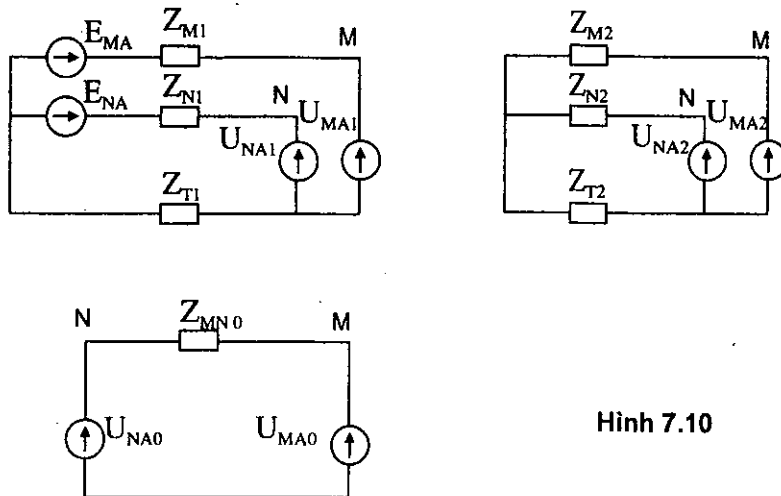 E_MA Z_M1 M
E_NA Z_N1 N
U_NA1 U_MA1
Z_T1
Z_M2 M
Z_N2 N
U_NA2 U_MA2
Z_T2
N Z_MN0 M
U_NA0 U_MA0
Hình 7.10